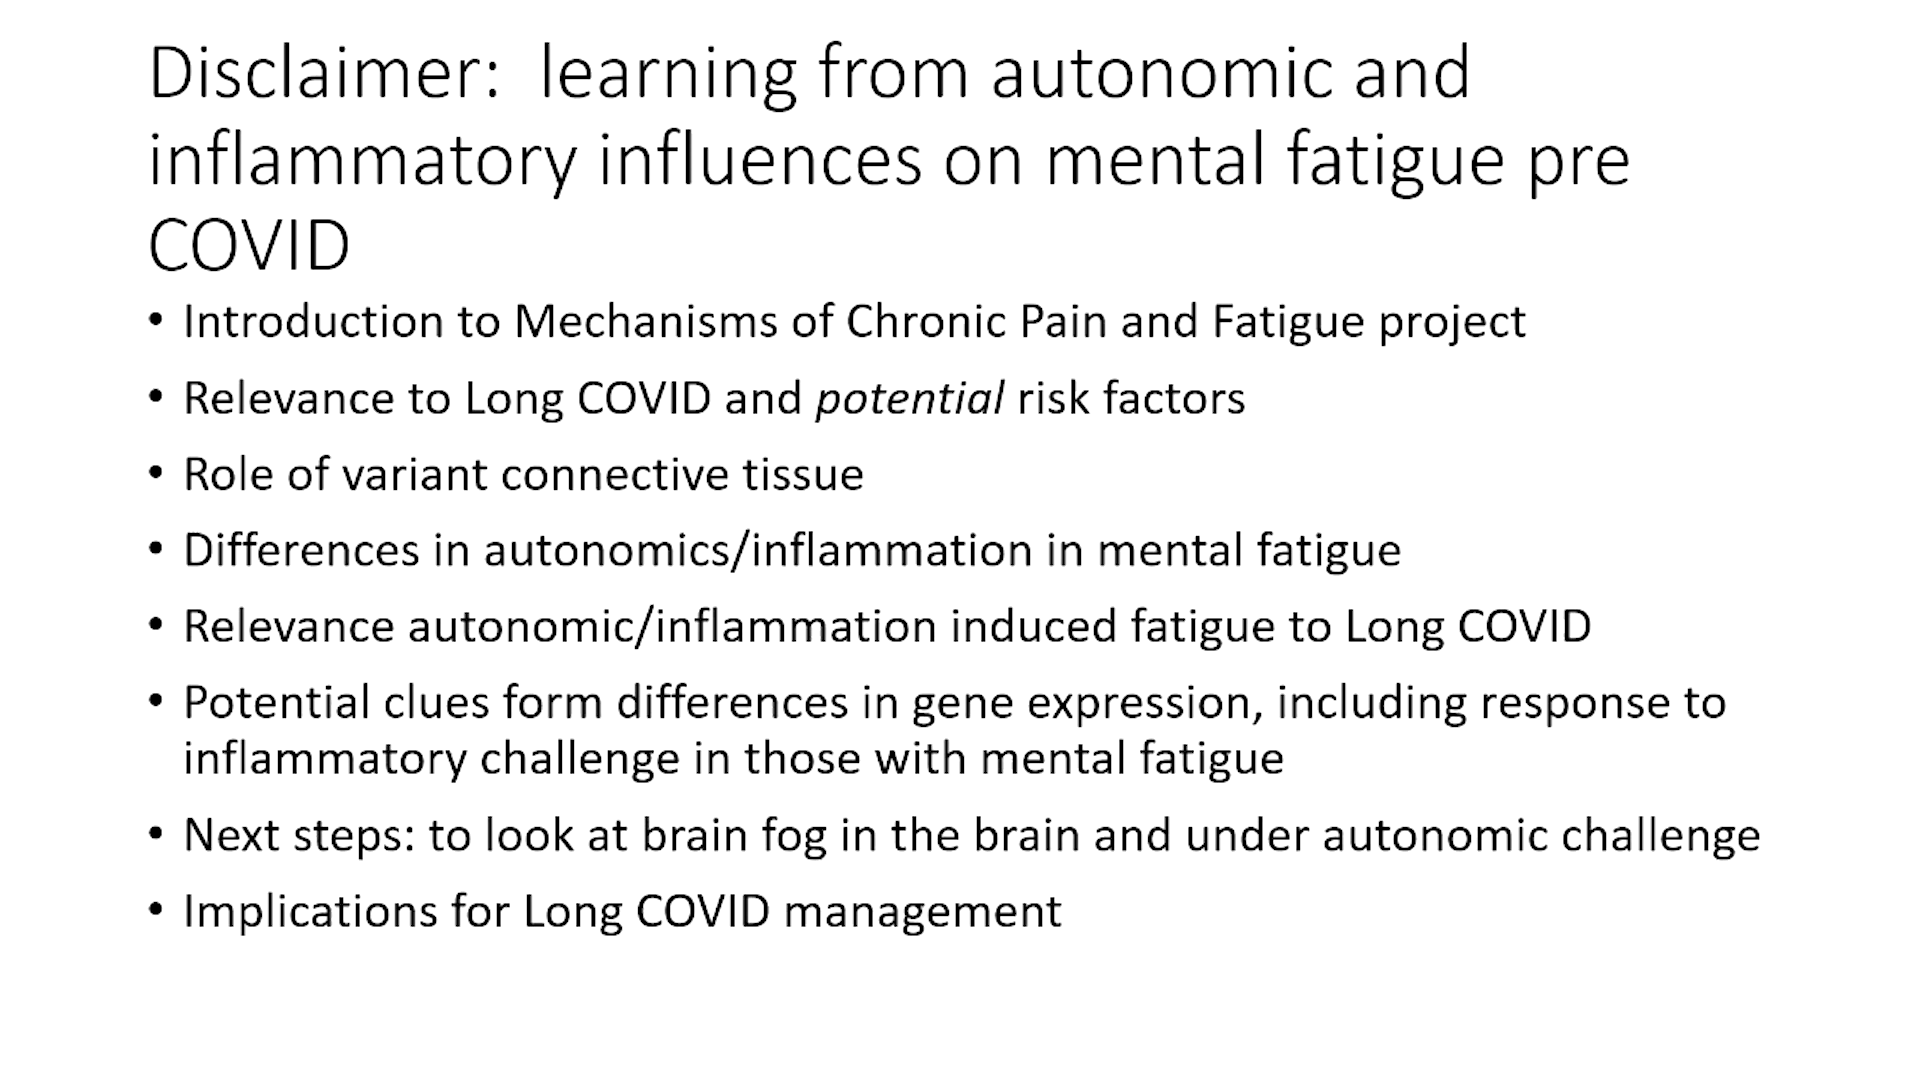 Disclaimer:  learning from autonomic and
inflammatory influences on mental fatigue pre
COVID
• Introduction to Mechanisms of Chronic Pain and Fatigue project
• Relevance to Long COVID and potential risk factors
• Role of variant connective tissue
• Differences in autonomics/inflammation in mental fatigue
• Relevance autonomic/inflammation induced fatigue to Long COVID
• Potential clues form differences in gene expression, including response to
inflammatory challenge in those with mental fatigue
• Next steps: to look at brain fog in the brain and under autonomic challenge
• Implications for Long COVID management